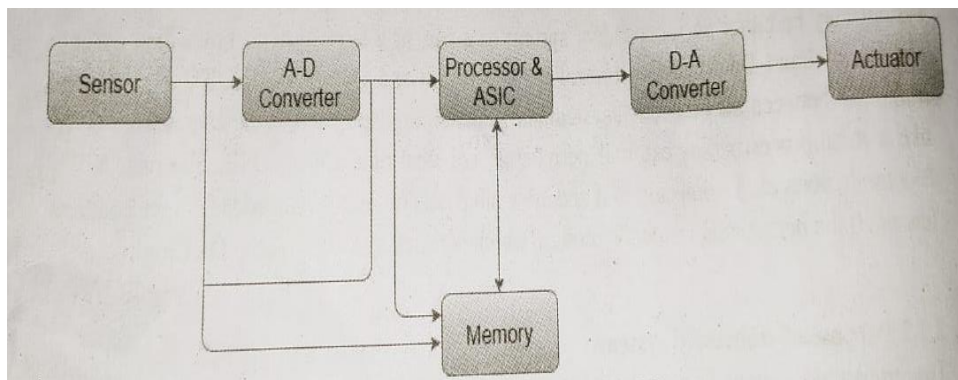 Sensor
A-D
Converter
Processor &
ASIC
D-A
Converter
Actuator
Memory